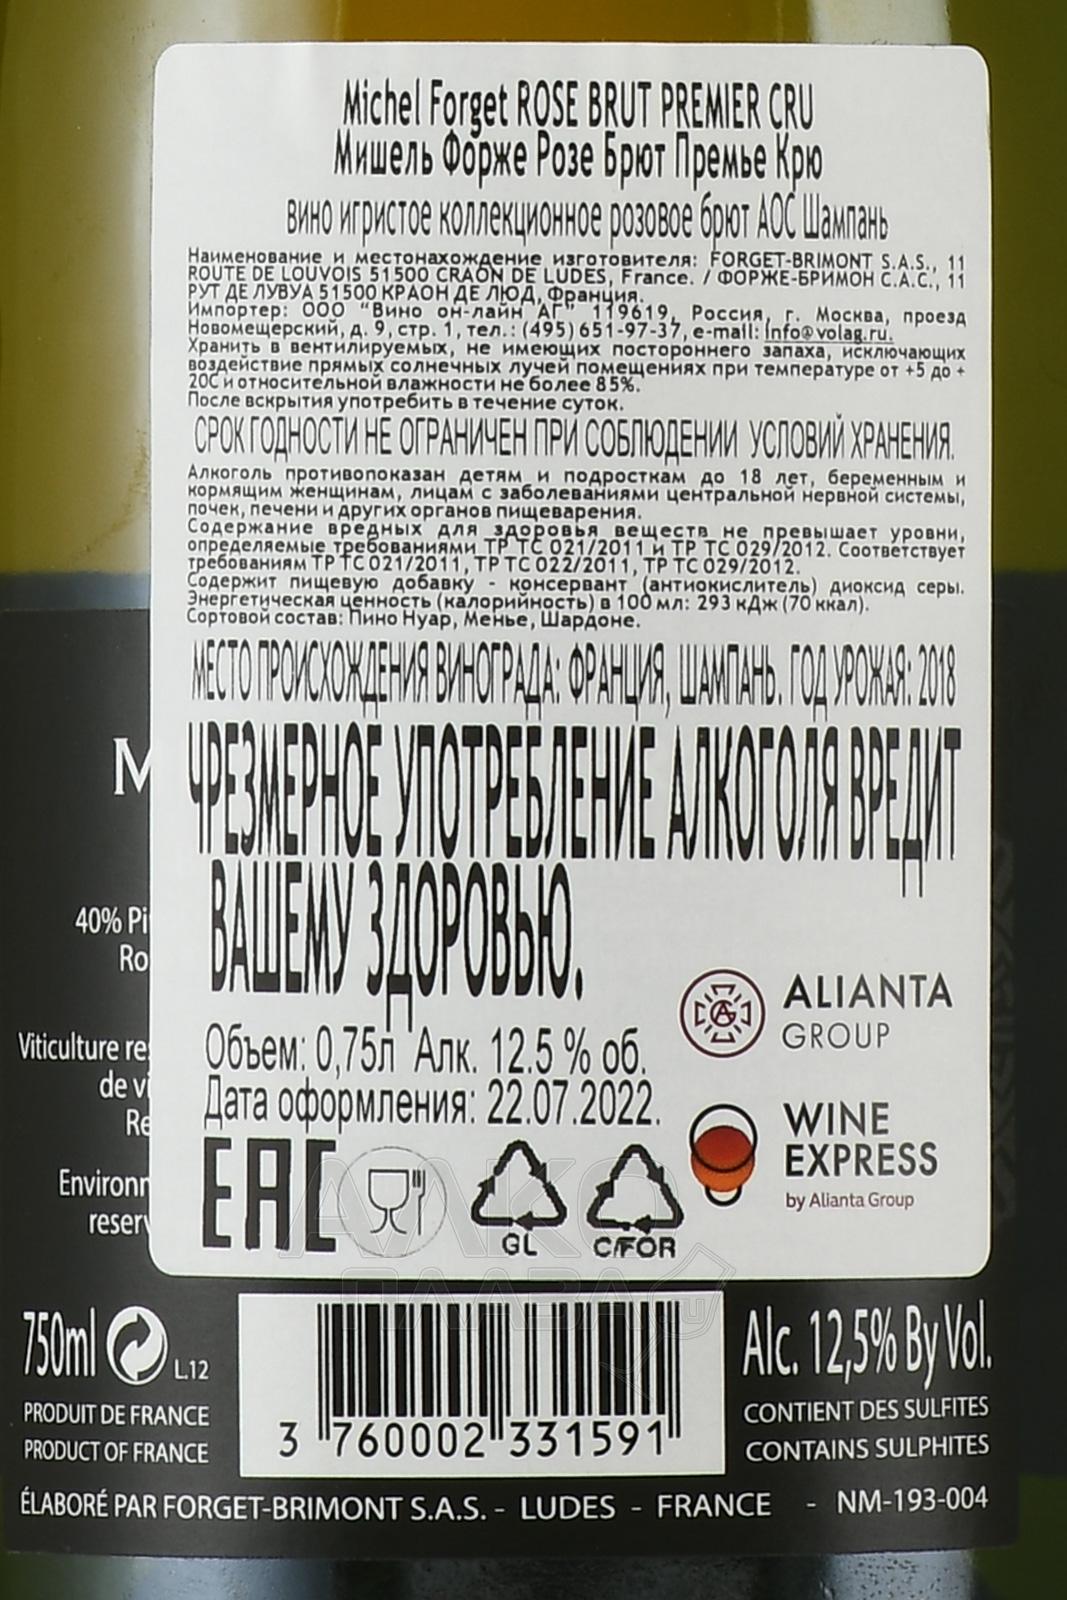 Michel Forget ROSE BRUT PREMIER CRU
Мишель Форже Розе Брют Премье Крю
вино игристое коллекционное розовое брют АОС Шампань
Наименование и местонахождение изготовителя: FORGET-BRIMONT S.A.S., 11
ROUTE DE LOUVOIS 51500 CRAON DE LUDES, France. / ФОРЖЕ-БРИМОН С.А.С., 11
РУТ ДЕ ЛУВУА 51500 КРАОН ДЕ ЛЮД, Франция.
Импортер: ООО "Вино он-лайн АГ" 119619, Россия, г. Москва, проезд
Новомещерский, д. 9, стр. 1, тел.: (495) 651-97-37, e-mail: Info@volag.ru.
Хранить в вентилируемых, не имеющих постороннего запаха, исключающих
воздействие прямых солнечных лучей помещениях при температуре от +5 до +
20С и относительной влажности не более 85%.
После вскрытия употребить в течение суток.
СРОК ГОДНОСТИ НЕ ОГРАНИЧЕН ПРИ СОБЛЮДЕНИИ УСЛОВИЙ ХРАНЕНИЯ.
Алкоголь противопоказан детям и подросткам до 18 лет, беременным и
кормящим женщинам, лицам с заболеваниями центральной нервной системы,
почек, печени и других органов пищеварения.
Содержание вредных для здоровья веществ не превышает уровни,
определяемые требованиями ТР ТС 021/2011 и ТР ТС 029/2012. Соответствует
требованиям ТР ТС 021/2011, ТР ТС 022/2011, ТР ТС 029/2012.
Содержит пищевую добавку - консервант (антиокислитель) диоксид серы.
Энергетическая ценность (калорийность) в 100 мл: 293 кДж (70 ккал).
Сортовой состав: Пино Нуар, Менье, Шардоне.
МЕСТО ПРОИСХОЖДЕНИЯ ВИНОГРАДА: ФРАНЦИЯ, ШАМПАНЬ. ГОД УРОЖАЯ: 2018
ЧРЕЗМЕРНОЕ УПОТРЕБЛЕНИЕ АЛКОГОЛЯ ВРЕДИТ
ВАШЕМУ ЗДОРОВЬЮ.
Объем: 0,75л Алк. 12.5 % об.
Дата оформления: 22.07.2022.
EAC
GL
C/FOR
ALIANTA
GROUP
WINE
EXPRESS
by Alianta Group
M
40% Pi
Ro
Viticulture re
de vi
Re
Environ
reser
750ml
L.12
PRODUIT DE FRANCE
PRODUCT OF FRANCE
3 760002 331591
Alc. 12,5% By Vol.
CONTIENT DES SULFITES
CONTAINS SULPHITES
ÉLABORÉ PAR FORGET-BRIMONT S.A.S. - LUDES - FRANCE - NM-193-004